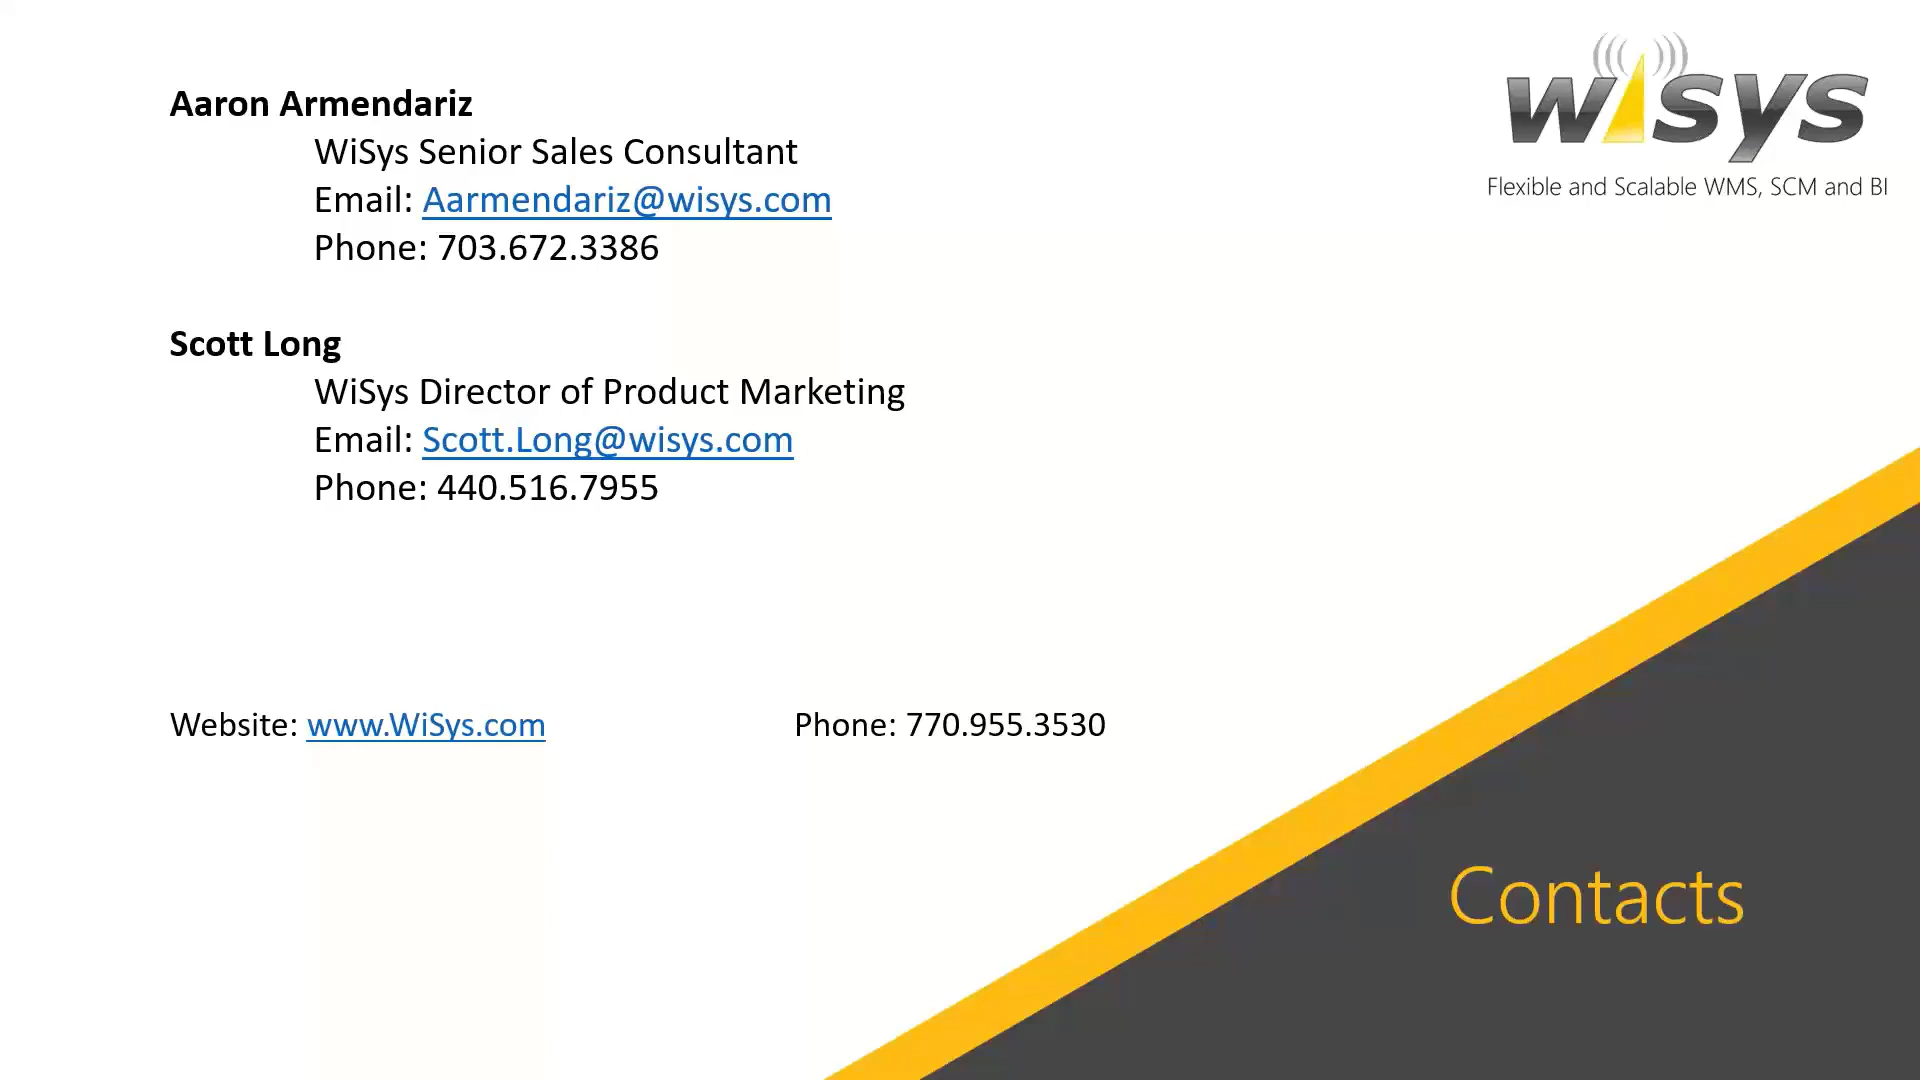 Aaron Armendariz
WiSys Senior Sales Consultant
Email: Aarmendariz@wisys.com
Phone: 703.672.3386
Scott Long
WiSys Director of Product Marketing
Email: Scott.Long@wisys.com
Phone: 440.516.7955
Website: www.WiSys.com
Phone: 770.955.3530
wisys
Flexible and Scalable WMS, SCM and BI
Contacts